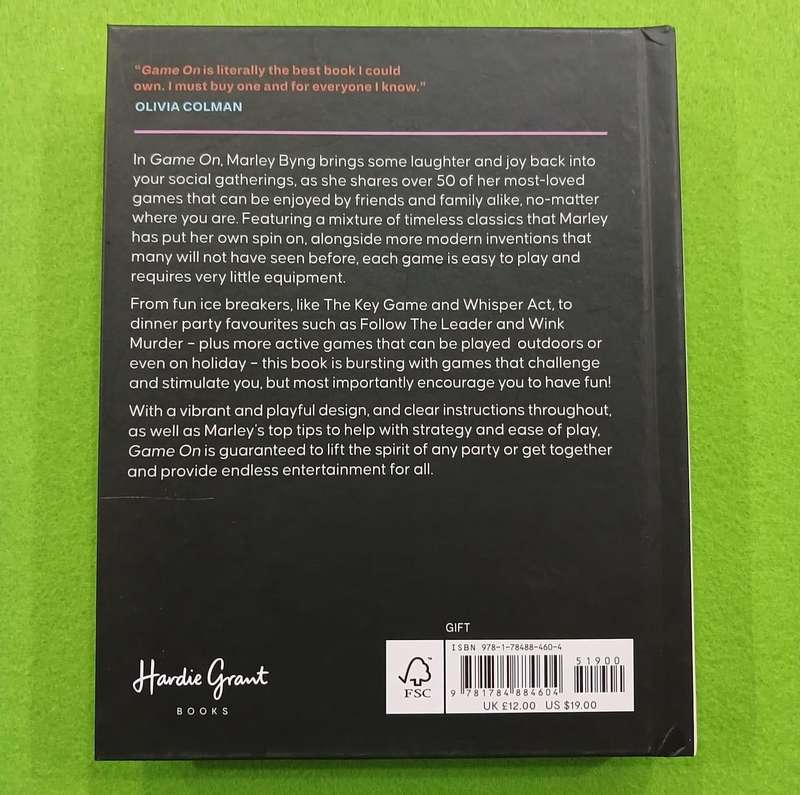 “Game On is literally the best book I could
own. I must buy one and for everyone I know.”
OLIVIA COLMAN
In Game On, Marley Byng brings some laughter and joy back into
your social gatherings, as she shares over 50 of her most-loved
games that can be enjoyed by friends and family alike, no-matter
where you are. Featuring a mixture of timeless classics that Marley
has put her own spin on, alongside more modern inventions that
many will not have seen before, each game is easy to play and
requires very little equipment.
From fun ice breakers, like The Key Game and Whisper Act, to
dinner party favourites such as Follow The Leader and Wink
Murder – plus more active games that can be played outdoors or
even on holiday – this book is bursting with games that challenge
and stimulate you, but most importantly encourage you to have fun!
With a vibrant and playful design, and clear instructions throughout,
as well as Marley’s top tips to help with strategy and ease of play,
Game On is guaranteed to lift the spirit of any party or get together
and provide endless entertainment for all.
Hardie Grant
BOOKS
GIFT
FSC
ISBN 978-1-78488-460-4
51900
9 781784 884604
UK £12.00 US $19.00